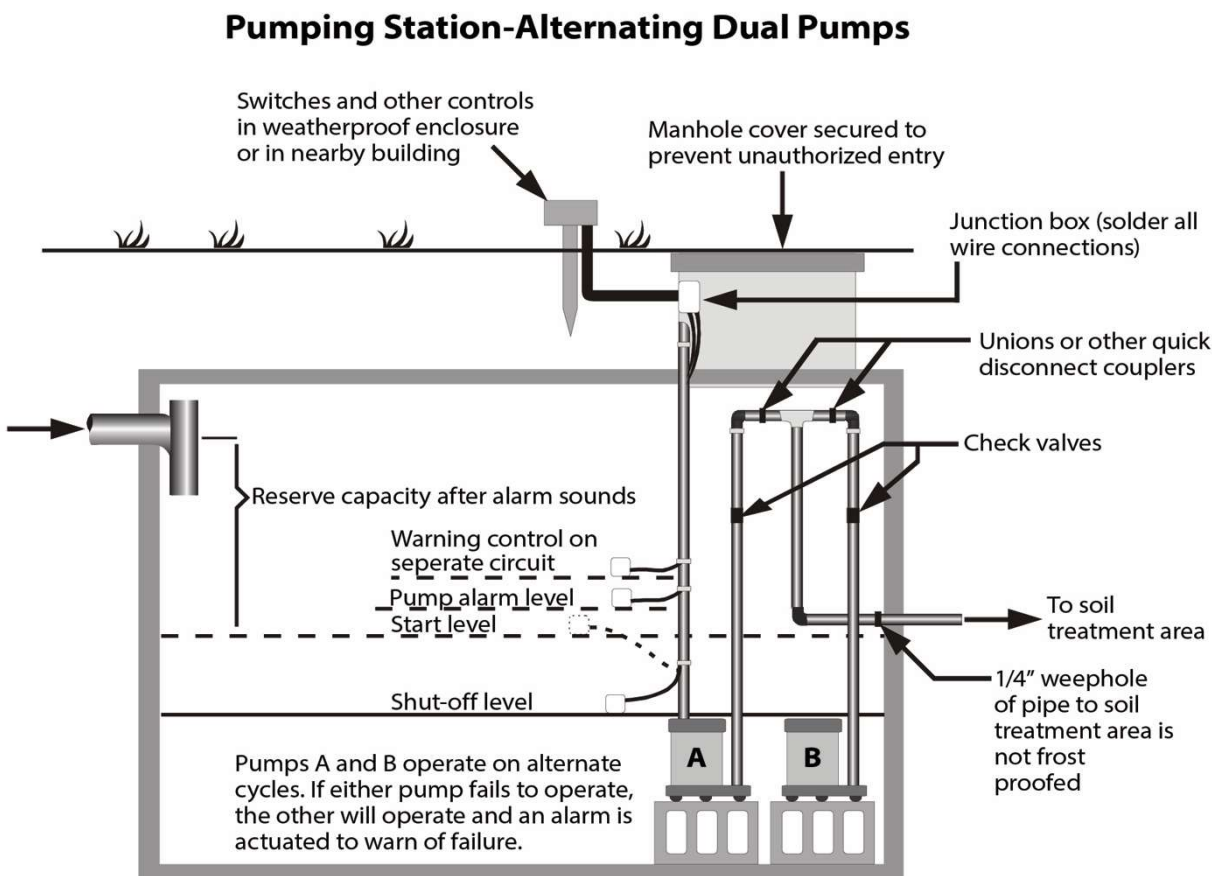 Pumping Station-Alternating Dual Pumps
Switches and other controls
in weatherproof enclosure
or in nearby building
Manhole cover secured to
prevent unauthorized entry
Junction box (solder all
wire connections)
Unions or other quick
disconnect couplers
Check valves
Reserve capacity after alarm sounds
Warning control on
seperate circuit
Pump alarm level
Start level
Shut-off level
To soil
treatment area
1/4” weephole
of pipe to soil
treatment area is
not frost
proofed
A
B
Pumps A and B operate on alternate
cycles. If either pump fails to operate,
the other will operate and an alarm is
actuated to warn of failure.